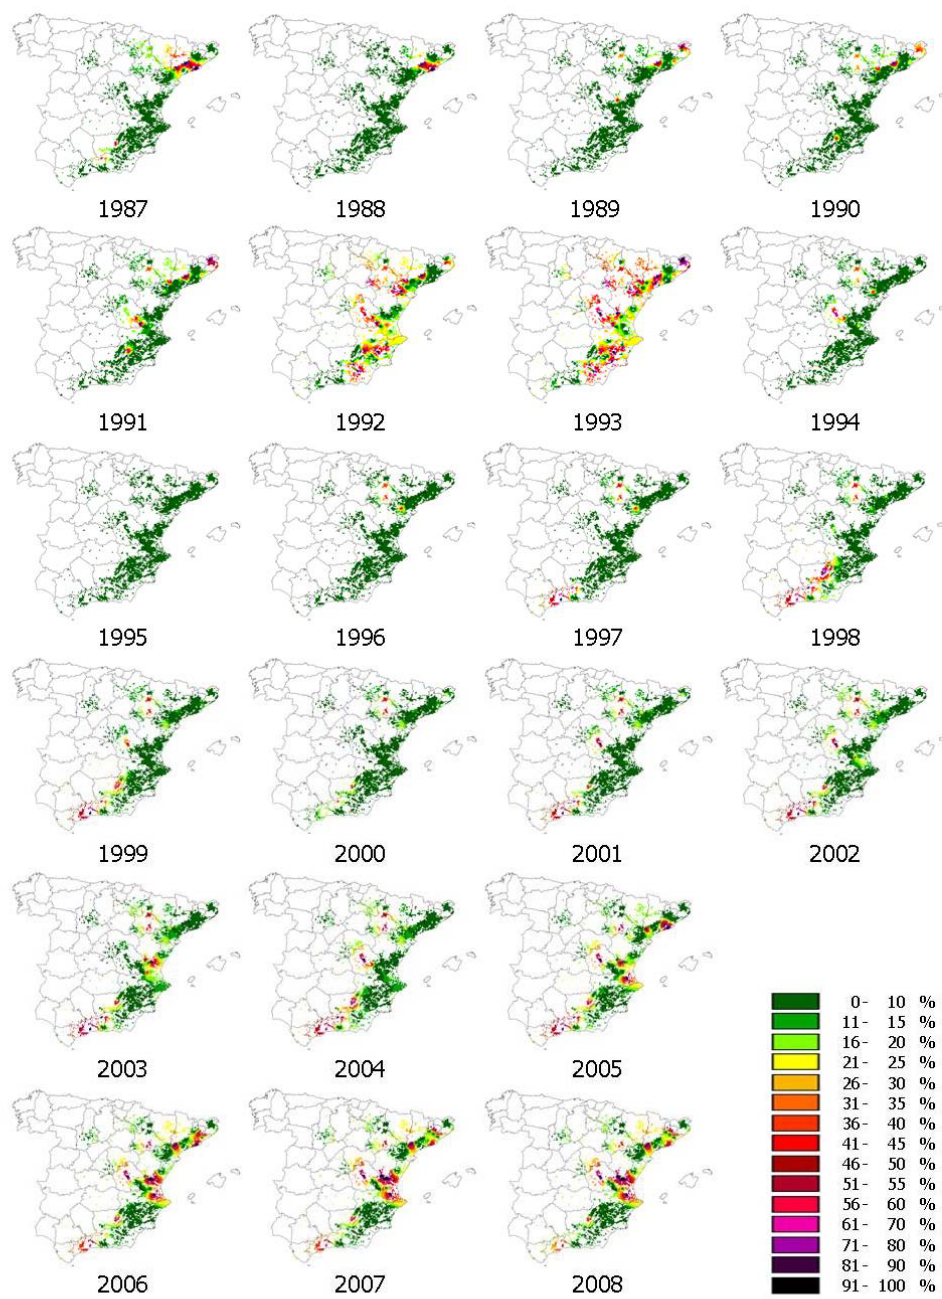 1987 1988 1989 1990
1991 1992 1993 1994
1995 1996 1997 1998
1999 2000 2001 2002
2003 2004 2005
0- 10 %
11- 15 %
16- 20 %
21- 25 %
26- 30 %
31- 35 %
36- 40 %
41- 45 %
46- 50 %
51- 55 %
56- 60 %
61- 70 %
71- 80 %
81- 90 %
91- 100 %
2006 2007 2008